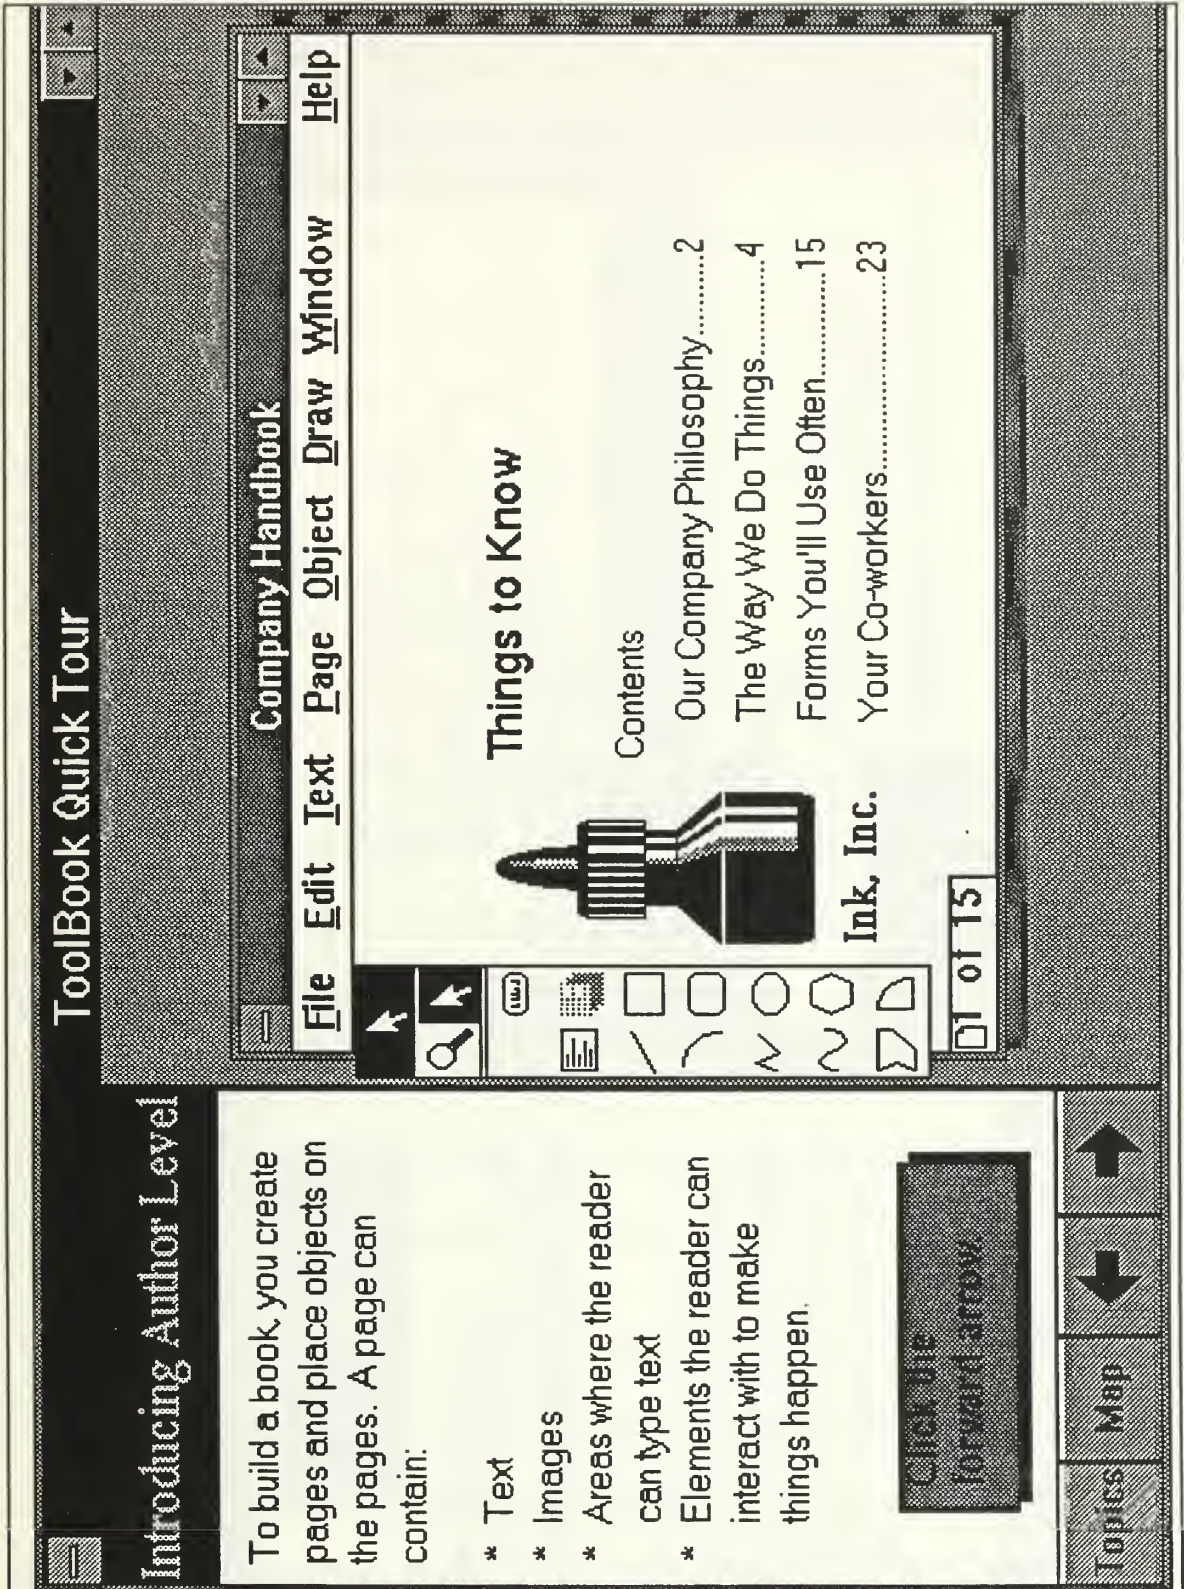 ToolBook Quick Tour
Introducing Author Level
To build a book, you create
pages and place objects on
the pages. A page can
contain:
* Text
* Images
* Areas where the reader
can type text
* Elements the reader can
interact with to make
things happen.
Click the
forward arrow.
Topics Map
Company Handbook
File Edit Text Page Object Draw Window Help
Things to Know
Contents
Our Company Philosophy..........2
The Way We Do Things............4
Forms You'll Use Often............15
Your Co-workers........................23
Ink, Inc.
1 of 15